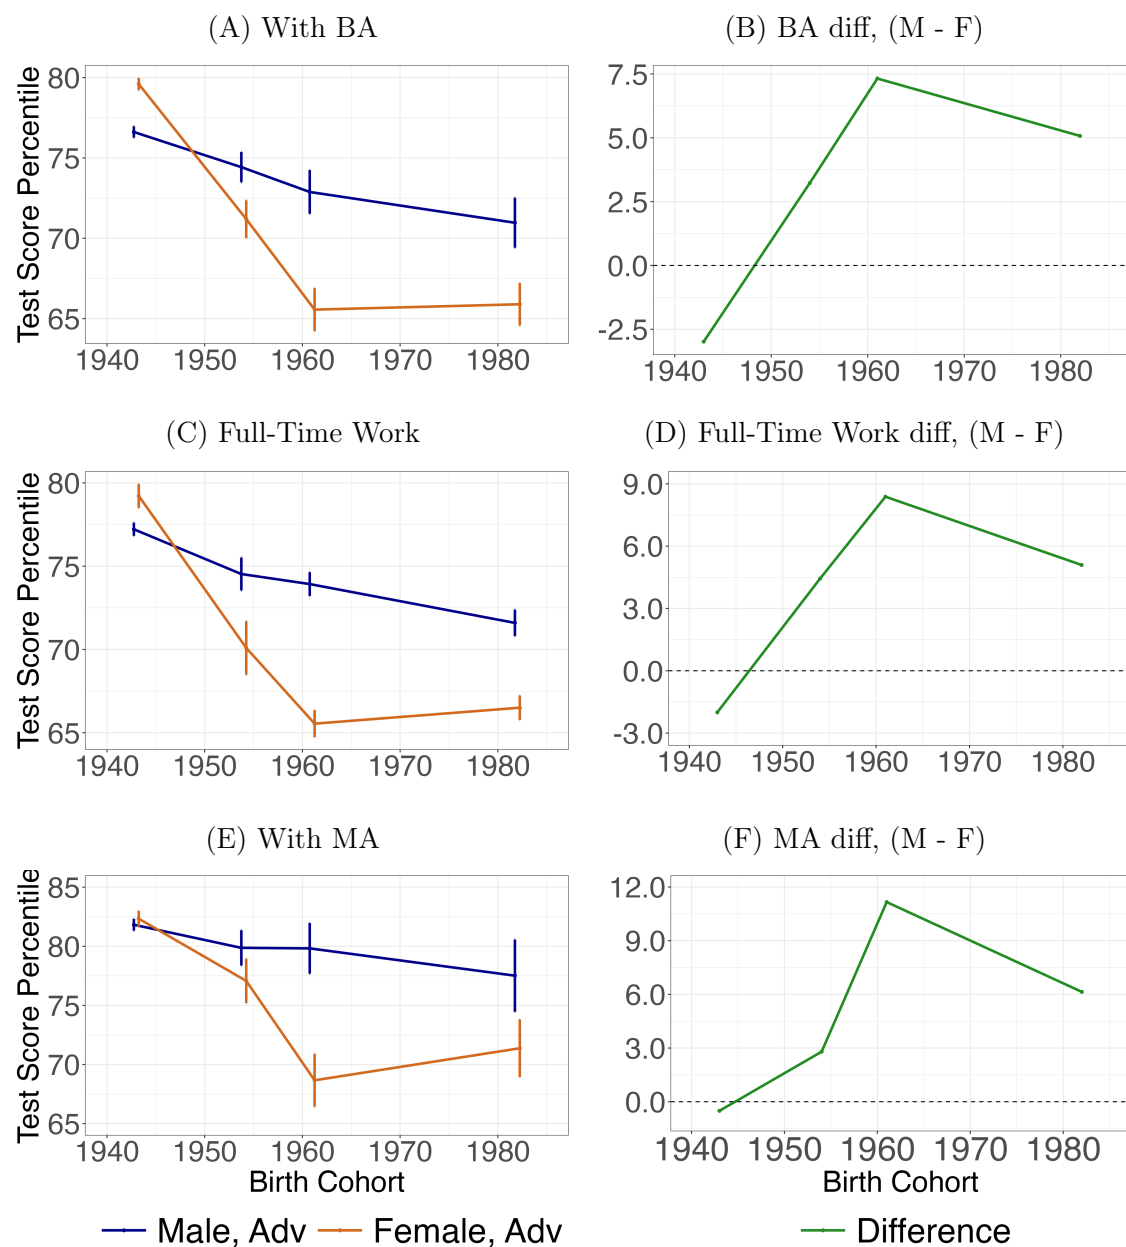 (A) With BA
(B) BA diff, (M - F)
Test Score Percentile
80
75
70
65
1940 1950 1960 1970 1980
7.5
5.0
2.5
0.0
-2.5
1940 1950 1960 1970 1980
(C) Full-Time Work
(D) Full-Time Work diff, (M - F)
Test Score Percentile
80
75
70
65
1940 1950 1960 1970 1980
9.0
6.0
3.0
0.0
-3.0
1940 1950 1960 1970 1980
(E) With MA
(F) MA diff, (M - F)
Test Score Percentile
85
80
75
70
65
1940 1950 1960 1970 1980
Birth Cohort
12.0
9.0
6.0
3.0
0.0
1940 1950 1960 1970 1980
Birth Cohort
Male, Adv Female, Adv
Difference